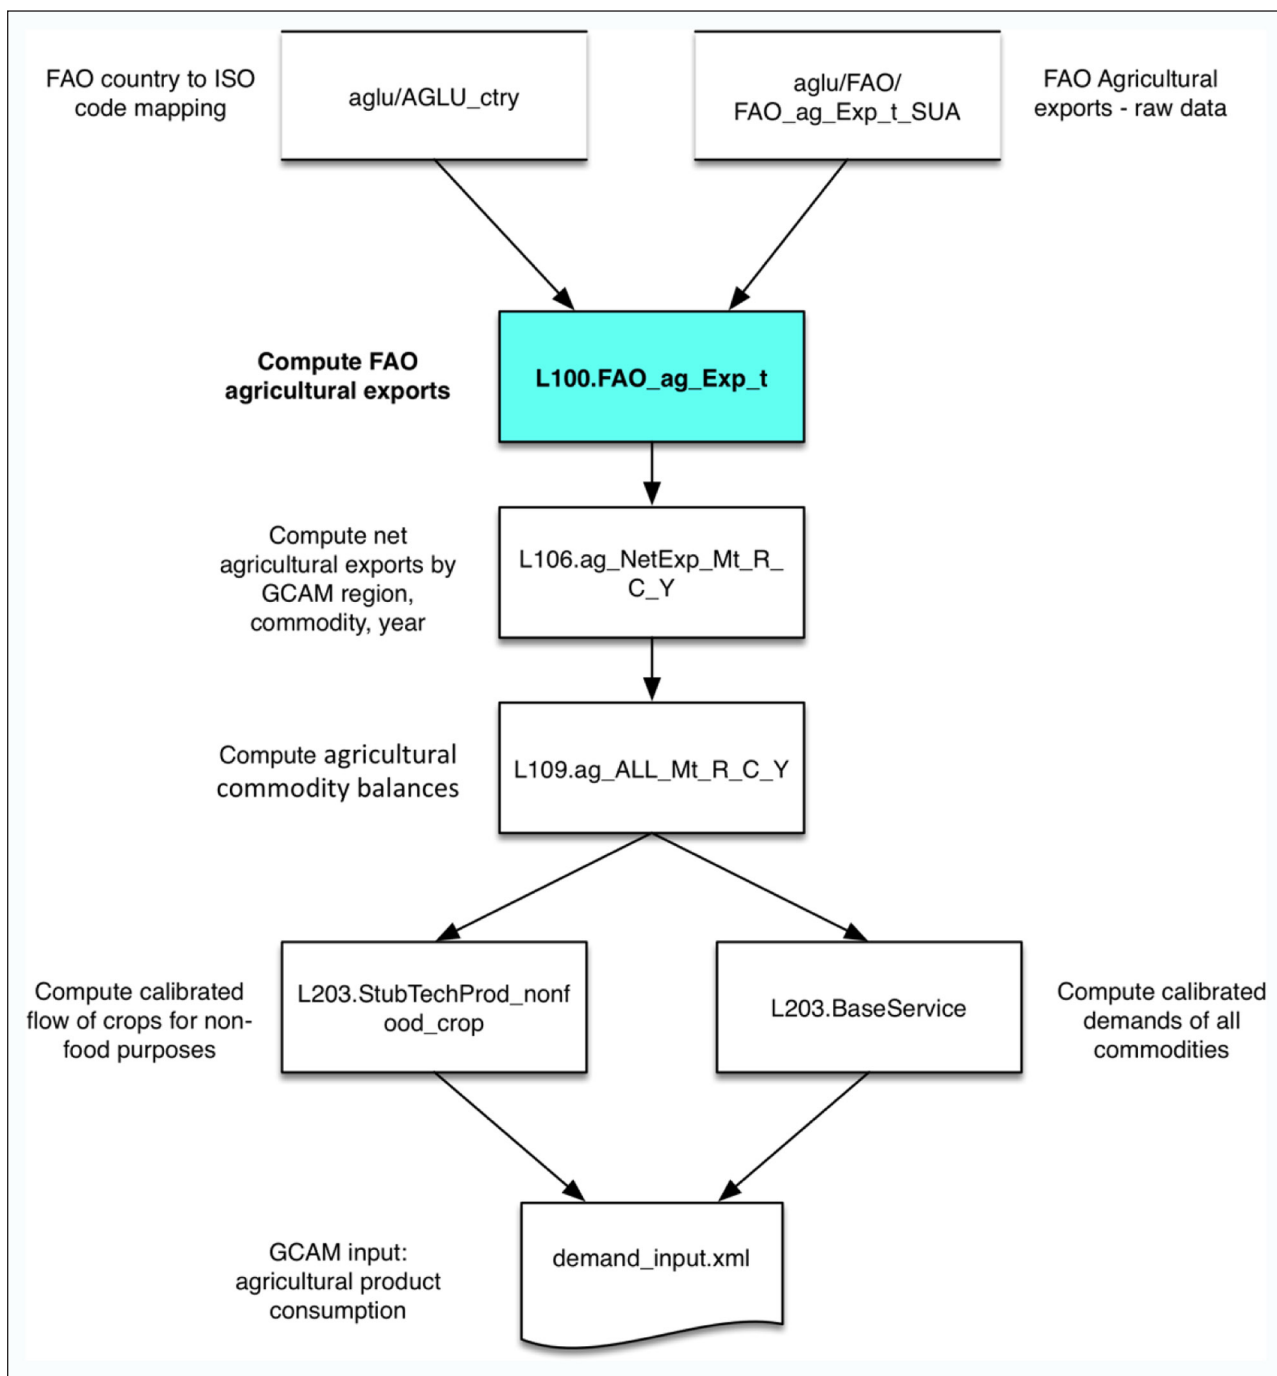 FAO country to ISO
code mapping
aglu/AGLU_ctry
aglu/FAO/
FAO_ag_Exp_t_SUA
FAO Agricultural
exports - raw data
Compute FAO
agricultural exports
L100.FAO_ag_Exp_t
Compute net
agricultural exports by
GCAM region,
commodity, year
L106.ag_NetExp_Mt_R_
C_Y
Compute agricultural
commodity balances
L109.ag_ALL_Mt_R_C_Y
Compute calibrated
flow of crops for non-
food purposes
L203.StubTechProd_nonf
ood_crop
L203.BaseService
Compute calibrated
demands of all
commodities
GCAM input:
agricultural product
consumption
demand_input.xml